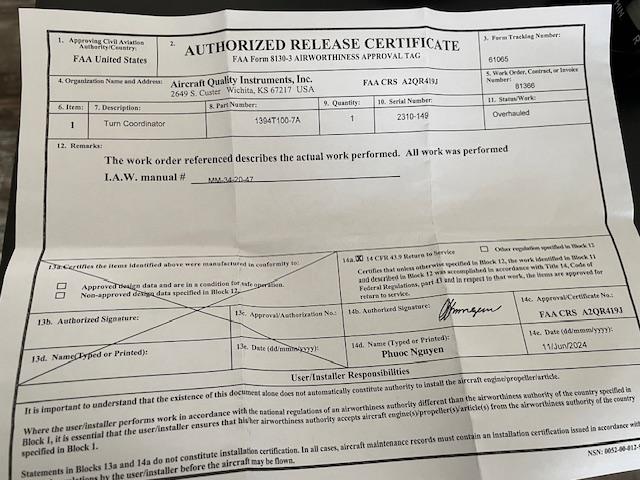 1. Approving Civil Aviation Authority/Country:
FAA United States
2.
AUTHORIZED RELEASE CERTIFICATE
FAA Form 8130-3 AIRWORTHINESS APPROVAL TAG
3. Form Tracking Number:
61065
4. Organization Name and Address:
Aircraft Quality Instruments, Inc.
2649 S. Custer Wichita, KS 67217 USA
FAA CRS A2QR419J
5. Work Order, Contract, or Invoice Number:
81366
6. Item:
7. Description:
8. Part Number:
9. Quantity:
10. Serial Number:
11. Status/Work:
1
Turn Coordinator
1394T100-7A
1
2310-149
Overhauled
12. Remarks:
The work order referenced describes the actual work performed. All work was performed
I.A.W. manual # MM-34-20-47
13a. Certifies the items identified above were manufactured in conformity to:
Approved design data and are in a condition for safe operation.
Non-approved design data specified in Block 12.
14a. 14 CFR 43.9 Return to Service
Other regulation specified in Block 12
Certifies that unless otherwise specified in Block 12, the work identified in Block 11
and described in Block 12 was accomplished in accordance with Title 14, Code of
Federal Regulations, part 43 and in respect to that work, the items are approved for
return to service.
13b. Authorized Signature:
13c. Approval/Authorization No.:
14b. Authorized Signature:
14c. Approval/Certificate No.:
FAA CRS A2QR419J
13d. Name(Typed or Printed):
13e. Date (dd/mmm/yyyy):
14d. Name (Typed or Printed):
Phuoc Nguyen
14e. Date (dd/mmm/yyyy):
11/Jun/2024
User/Installer Responsibilities
It is important to understand that the existence of this document alone does not automatically constitute authority to install the aircraft engine/propeller/article.
Where the user/installer performs work in accordance with the national regulations of an airworthiness authority different than the airworthiness authority of the country specified in
Block 1, it is essential that the user/installer ensures that his/her airworthiness authority accepts aircraft engine(s)/propeller(s)/article(s) from the airworthiness authority of the country
specified in Block 1.
Statements in Blocks 13a and 14a do not constitute installation certification. In all cases, aircraft maintenance records must contain an installation certification issued in accordance with
by the user/installer before the aircraft may be flown.
NSN: 0052-00-012-9